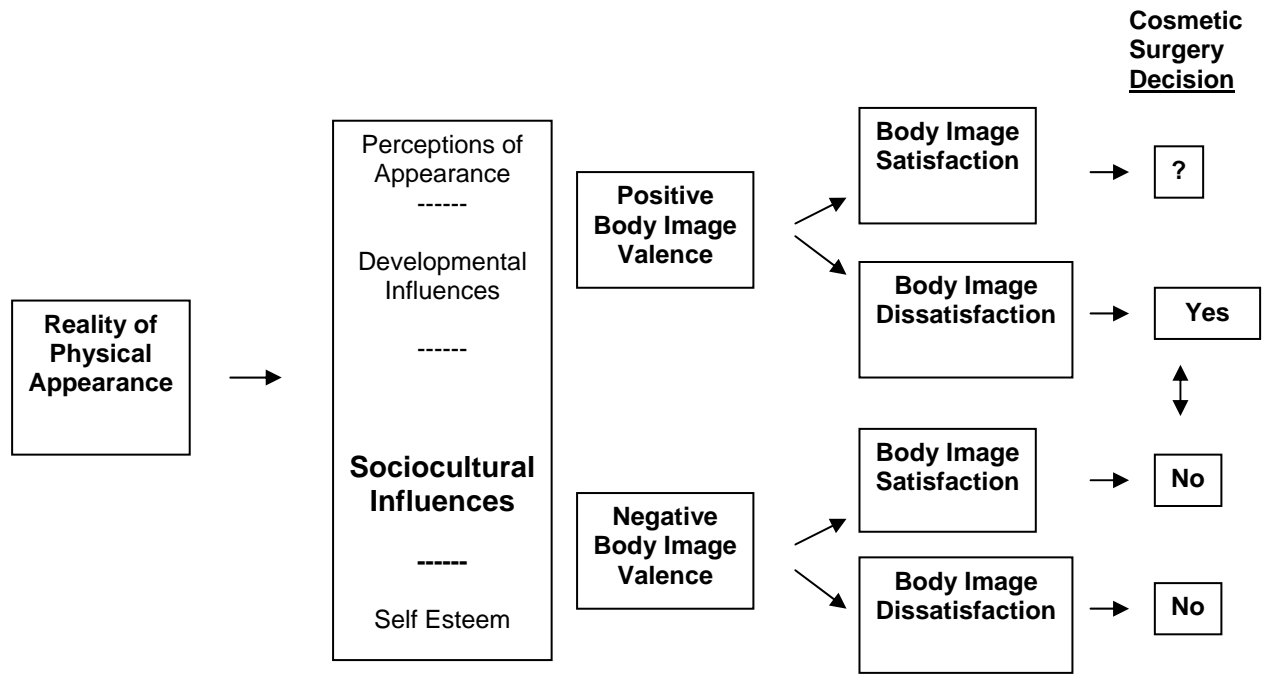 Cosmetic
Surgery
Decision
Reality of
Physical
Appearance
Perceptions of
Appearance
------
Developmental
Influences
------
Sociocultural
Influences
------
Self Esteem
Positive
Body Image
Valence
Negative
Body Image
Valence
Body Image
Satisfaction
?
Body Image
Dissatisfaction
Yes
Body Image
Satisfaction
No
Body Image
Dissatisfaction
No